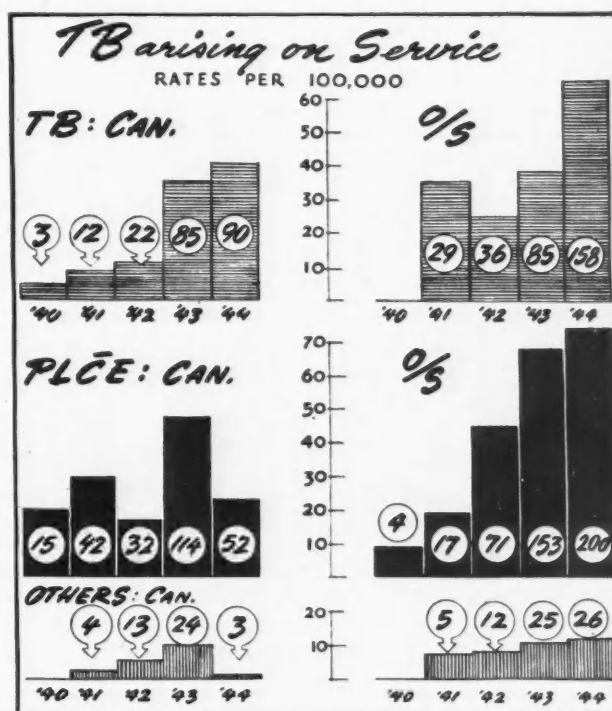 TB arising on Service
RATES PER 100,000
TB: CAN.
O/S
60
50
40
30
20
10
3 12 22 85 90
29 36 85 158
'40 '41 '42 '43 '44
'40 '41 '42 '43 '44
PLČE: CAN.
O/S
70
60
50
40
30
20
10
15 42 32 114 52
4 17 71 153 200
OTHERS: CAN.
20
10
4 13 24 3
5 12 25 26
'40 '41 '42 '43 '44
'40 '41 '42 '43 '44